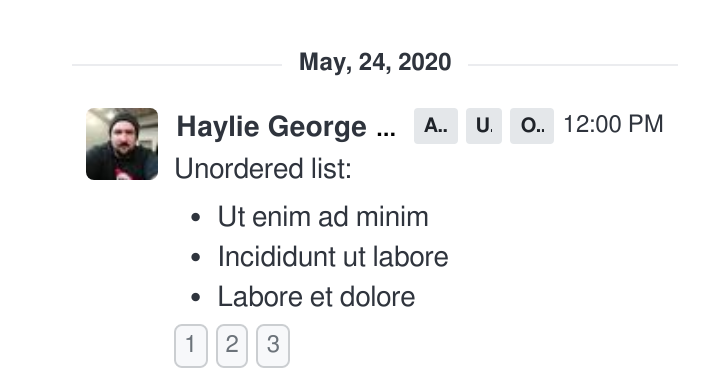 May, 24, 2020
Haylie George ... A.. U. O.. 12:00 PM
Unordered list:
• Ut enim ad minim
• Incididunt ut labore
• Labore et dolore
1 2 3